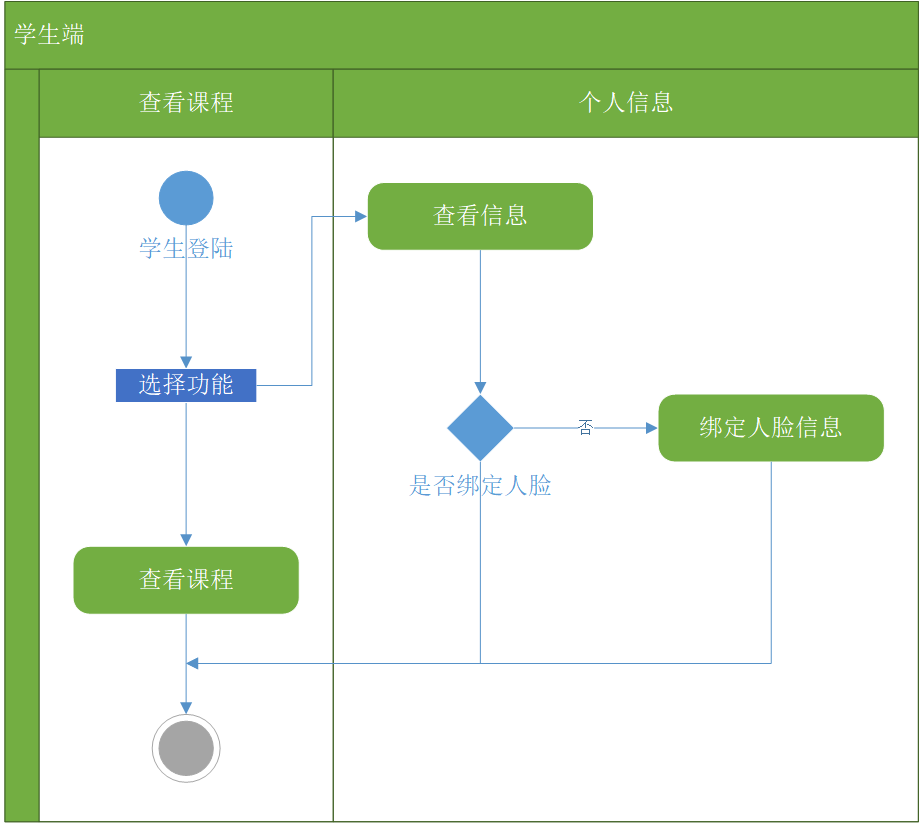 学生端
查看课程
个人信息
查看信息
学生登陆
选择功能
否
绑定人脸信息
是否绑定人脸
查看课程